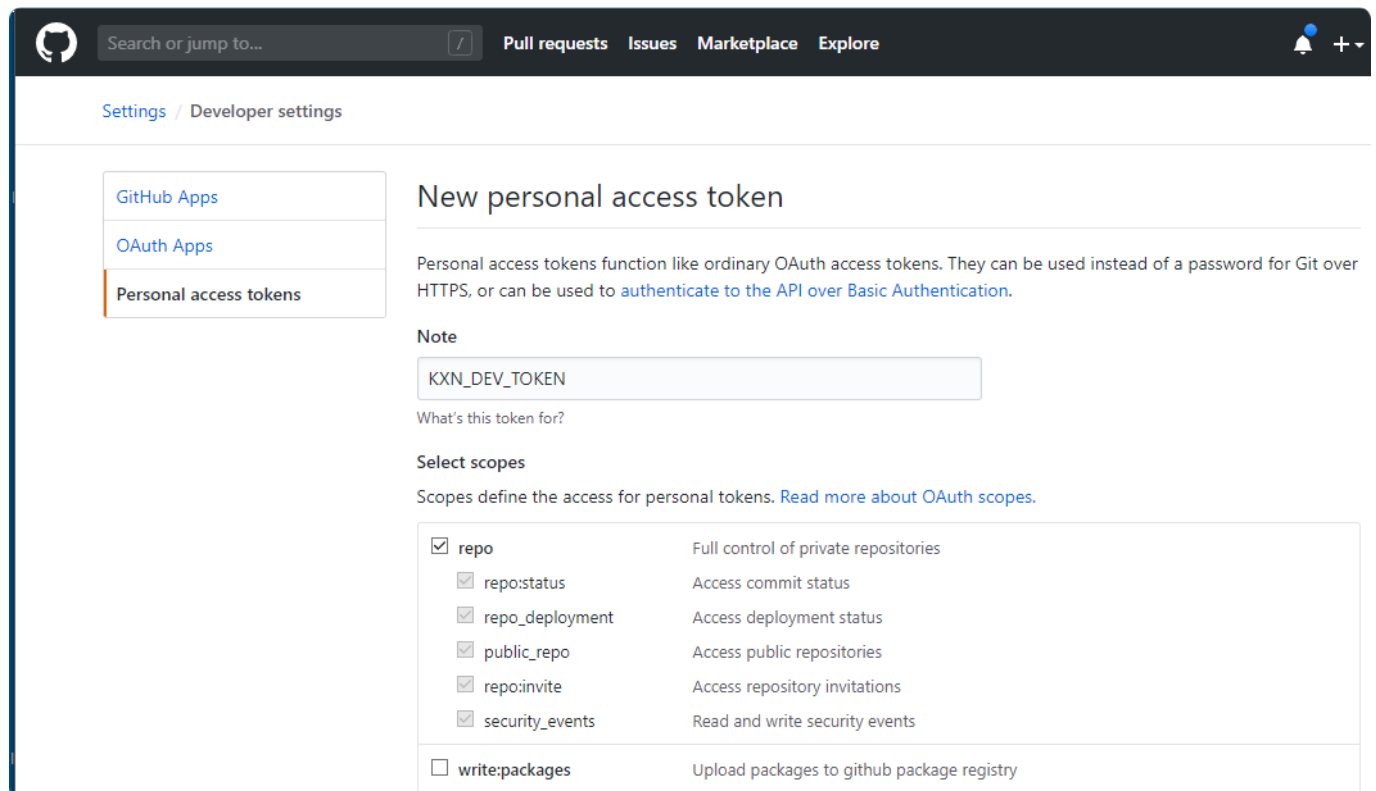 Search or jump to... /
Pull requests Issues Marketplace Explore
Settings / Developer settings
GitHub Apps
OAuth Apps
Personal access tokens
New personal access token
Personal access tokens function like ordinary OAuth access tokens. They can be used instead of a password for Git over
HTTPS, or can be used to authenticate to the API over Basic Authentication.
Note
KXN_DEV_TOKEN
What's this token for?
Select scopes
Scopes define the access for personal tokens. Read more about OAuth scopes.
repo Full control of private repositories
repo:status Access commit status
repo_deployment Access deployment status
public_repo Access public repositories
repo:invite Access repository invitations
security_events Read and write security events
write:packages Upload packages to github package registry